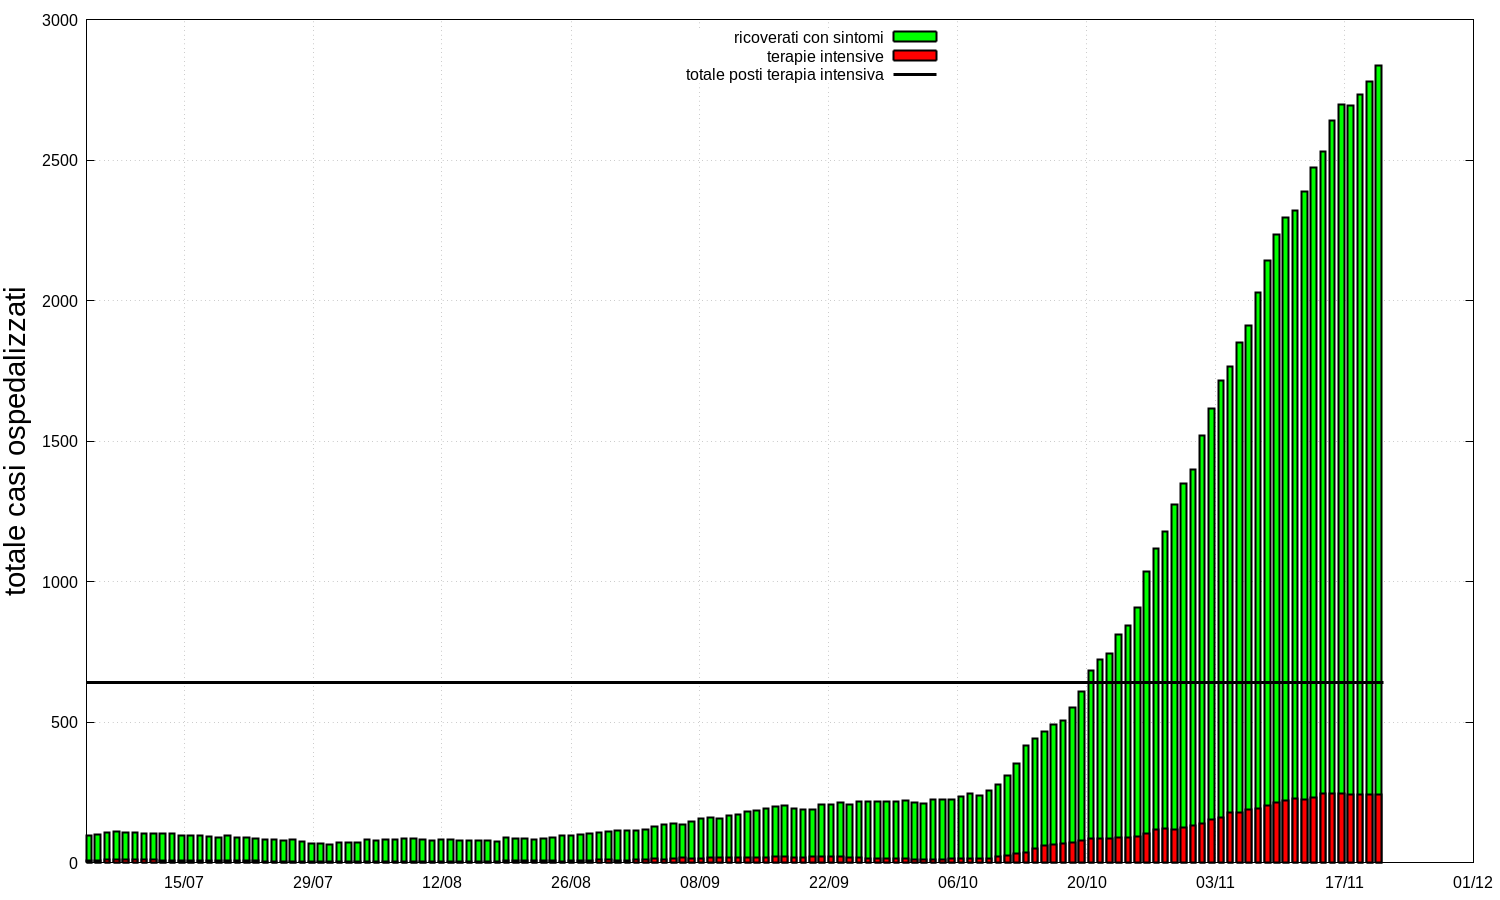 3000
2500
2000
1500
1000
500
0
totale casi ospedalizzati
ricoverati con sintomi
terapie intensive
totale posti terapia intensiva
15/07 29/07 12/08 26/08 08/09 22/09 06/10 20/10 03/11 17/11 01/12